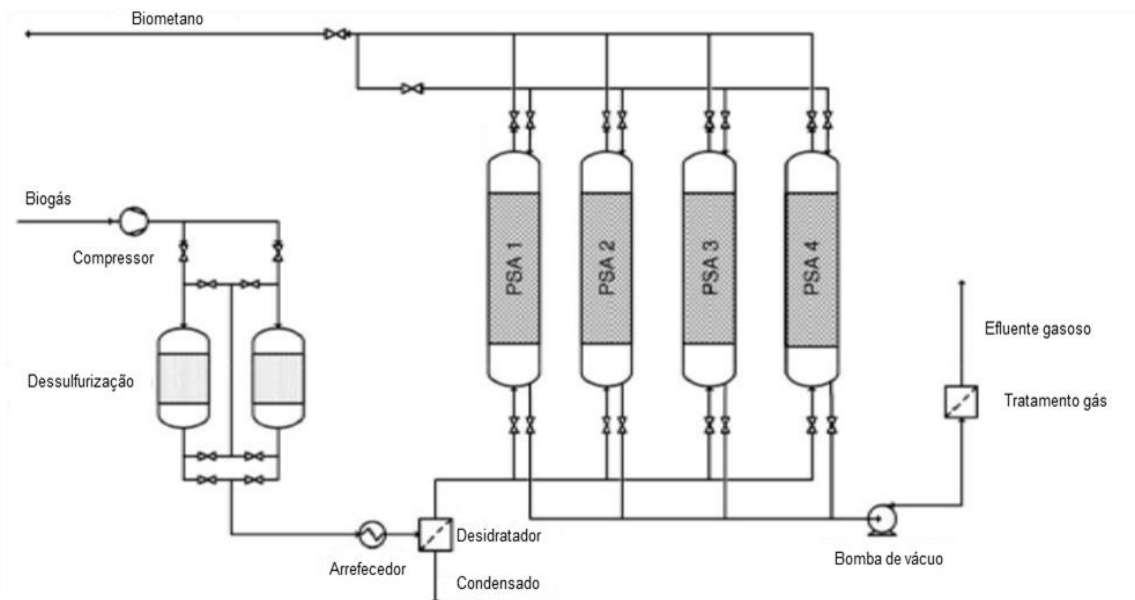 Biometano
Biogás
Compressor
Dessulfurização
PSA 1
PSA 2
PSA 3
PSA 4
Efluente gasoso
Tratamento gás
Desidratador
Arrefecedor
Condensado
Bomba de vácuo